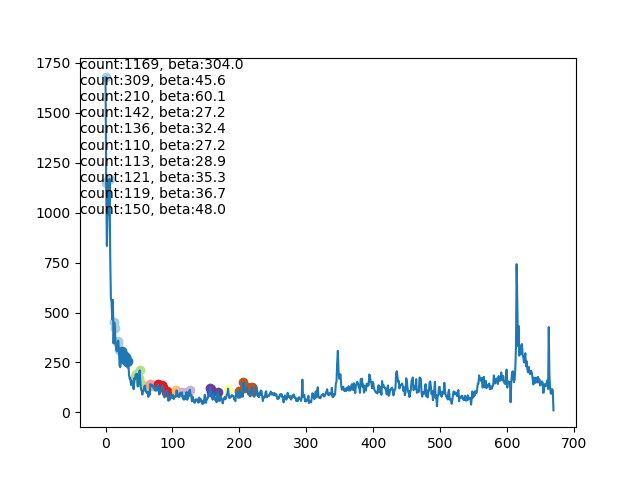 count:1169, beta:304.0
count:309, beta:45.6
count:210, beta:60.1
count:142, beta:27.2
count:136, beta:32.4
count:110, beta:27.2
count:113, beta:28.9
count:121, beta:35.3
count:119, beta:36.7
count:150, beta:48.0
1750
1500
1250
1000
750
500
250
0
0 100 200 300 400 500 600 700